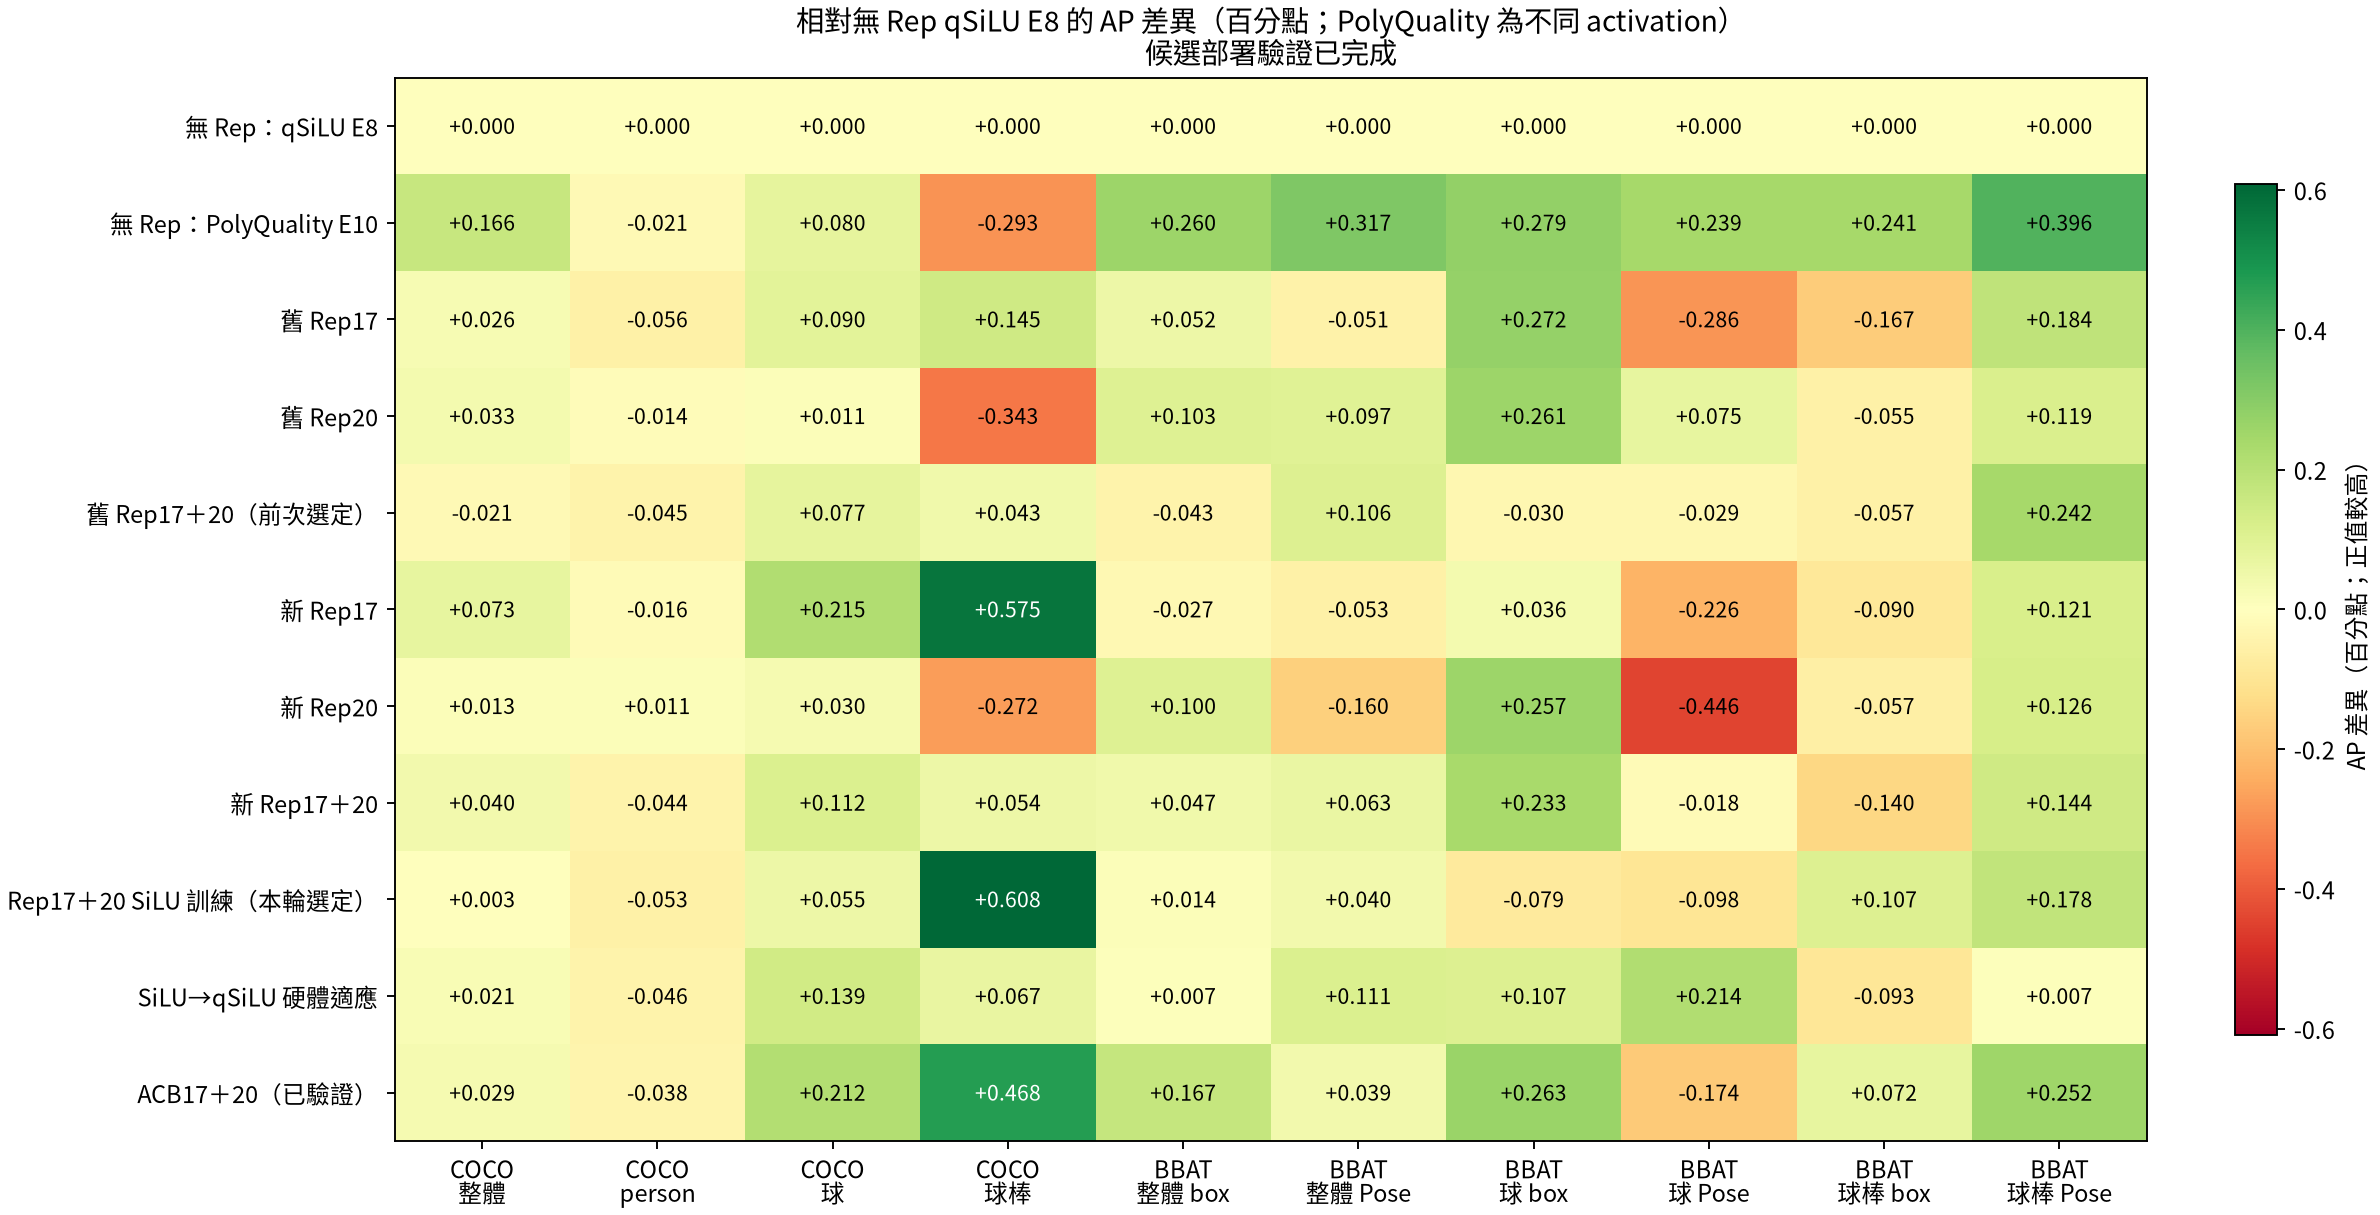 相對無 Rep qSiLU E8 的 AP 差異（百分點；PolyQuality 為不同 activation）
候選部署驗證已完成
無 Rep：qSiLU E8 +0.000 +0.000 +0.000 +0.000 +0.000 +0.000 +0.000 +0.000 +0.000 +0.000
無 Rep：PolyQuality E10 +0.166 -0.021 +0.080 -0.293 +0.260 +0.317 +0.279 +0.239 +0.241 +0.396
舊 Rep17 +0.026 -0.056 +0.090 +0.145 +0.052 -0.051 +0.272 -0.286 -0.167 +0.184
舊 Rep20 +0.033 -0.014 +0.011 -0.343 +0.103 +0.097 +0.261 +0.075 -0.055 +0.119
舊 Rep17＋20（前次選定） -0.021 -0.045 +0.077 +0.043 -0.043 +0.106 -0.030 -0.029 -0.057 +0.242
新 Rep17 +0.073 -0.016 +0.215 +0.575 -0.027 -0.053 +0.036 -0.226 -0.090 +0.121
新 Rep20 +0.013 +0.011 +0.030 -0.272 +0.100 -0.160 +0.257 -0.446 -0.057 +0.126
新 Rep17＋20 +0.040 -0.044 +0.112 +0.054 +0.047 +0.063 +0.233 -0.018 -0.140 +0.144
Rep17＋20 SiLU 訓練（本輪選定） +0.003 -0.053 +0.055 +0.608 +0.014 +0.040 -0.079 -0.098 +0.107 +0.178
SiLU→qSiLU 硬體適應 +0.021 -0.046 +0.139 +0.067 +0.007 +0.111 +0.107 +0.214 -0.093 +0.007
ACB17＋20（已驗證） +0.029 -0.038 +0.212 +0.468 +0.167 +0.039 +0.263 -0.174 +0.072 +0.252
COCO COCO COCO COCO BBAT BBAT BBAT BBAT BBAT BBAT
整體 person 球 球棒 整體 box 整體 Pose 球 box 球 Pose 球棒 box 球棒 Pose
0.6
0.4
0.2
0.0
-0.2
-0.4
-0.6
AP 差異（百分點；正值較高）